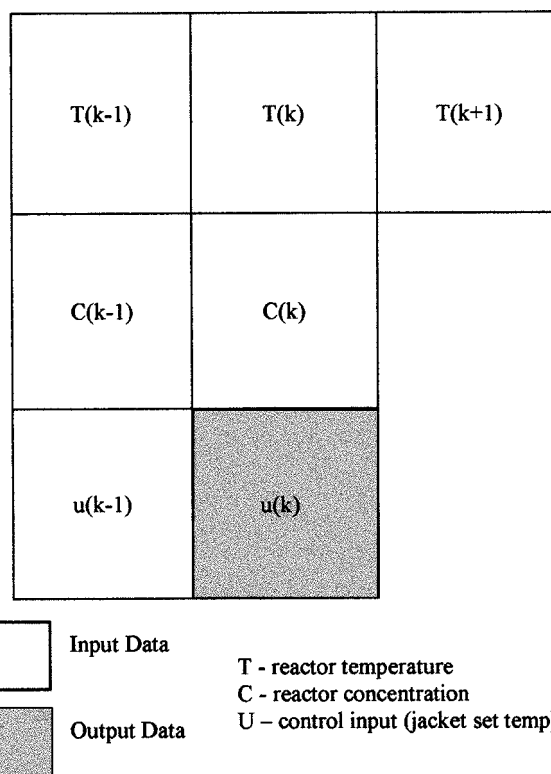 T(k-1) T(k) T(k+1)
C(k-1) C(k)
u(k-1) u(k)
Input Data
T - reactor temperature
C - reactor concentration
Output Data
U – control input (jacket set temp)